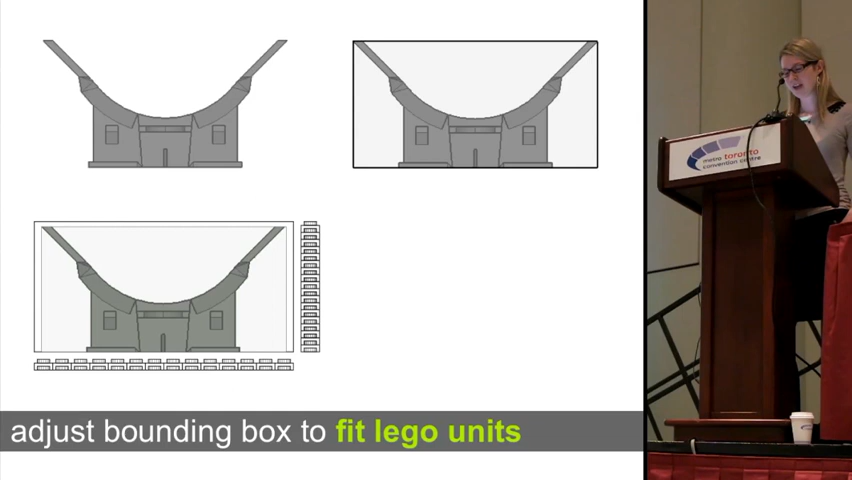 adjust bounding box to fit lego units
metro toronto
convention centre